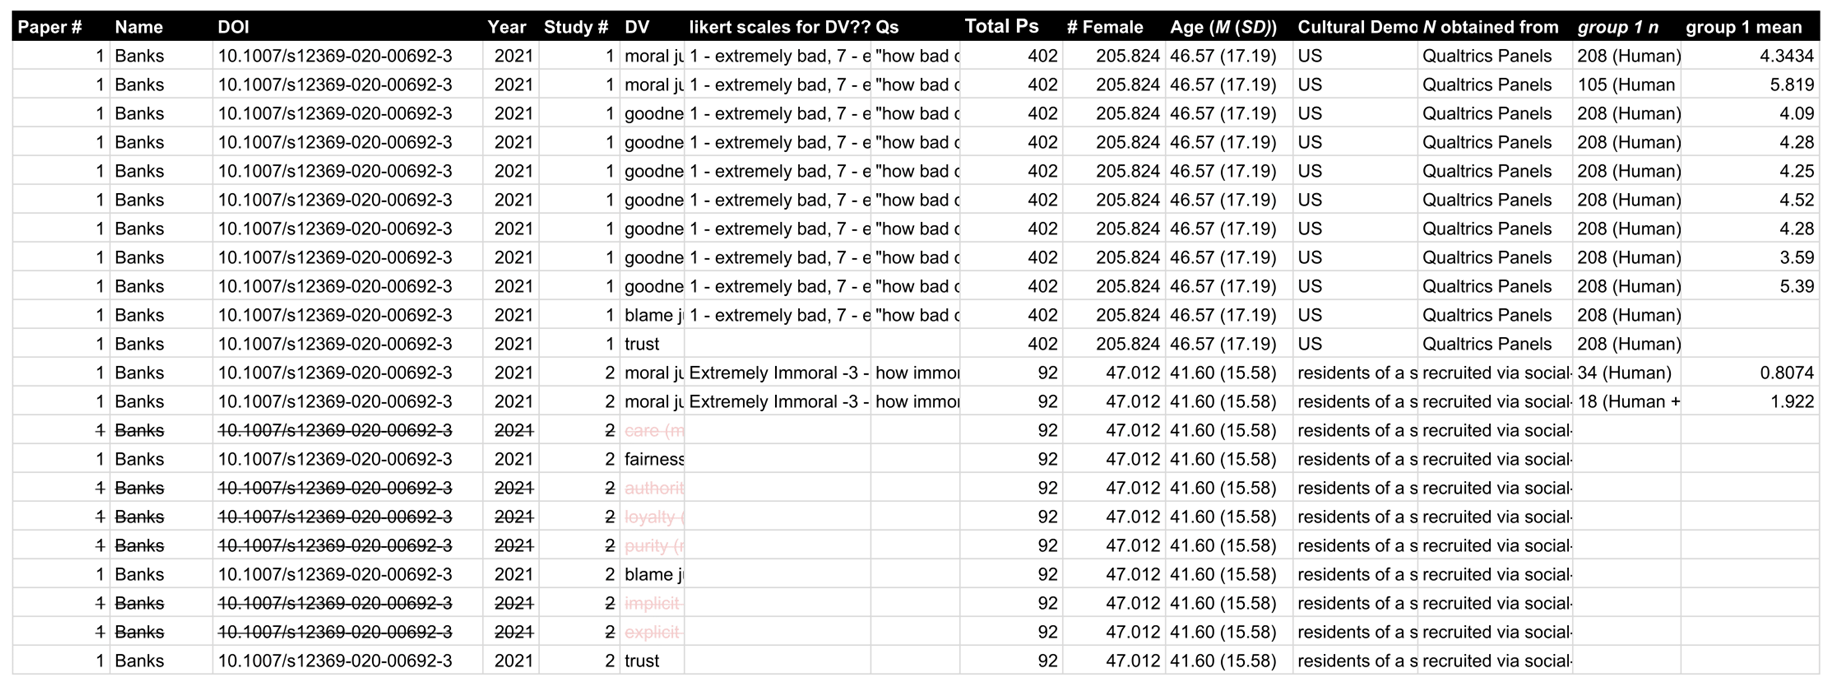 Paper # Name DOI Year Study # DV likert scales for DV?? Qs Total Ps # Female Age (M (SD)) Cultural Demo N obtained from group 1 n group 1 mean
1 Banks 10.1007/s12369-020-00692-3 2021 1 moral ju 1 - extremely bad, 7 - e "how bad o 402 205.824 46.57 (17.19) US Qualtrics Panels 208 (Human) 4.3434
1 Banks 10.1007/s12369-020-00692-3 2021 1 moral ju 1 - extremely bad, 7 - e "how bad o 402 205.824 46.57 (17.19) US Qualtrics Panels 105 (Human 5.819
1 Banks 10.1007/s12369-020-00692-3 2021 1 goodne 1 - extremely bad, 7 - e "how bad o 402 205.824 46.57 (17.19) US Qualtrics Panels 208 (Human) 4.09
1 Banks 10.1007/s12369-020-00692-3 2021 1 goodne 1 - extremely bad, 7 - e "how bad o 402 205.824 46.57 (17.19) US Qualtrics Panels 208 (Human) 4.28
1 Banks 10.1007/s12369-020-00692-3 2021 1 goodne 1 - extremely bad, 7 - e "how bad o 402 205.824 46.57 (17.19) US Qualtrics Panels 208 (Human) 4.25
1 Banks 10.1007/s12369-020-00692-3 2021 1 goodne 1 - extremely bad, 7 - e "how bad o 402 205.824 46.57 (17.19) US Qualtrics Panels 208 (Human) 4.52
1 Banks 10.1007/s12369-020-00692-3 2021 1 goodne 1 - extremely bad, 7 - e "how bad o 402 205.824 46.57 (17.19) US Qualtrics Panels 208 (Human) 4.28
1 Banks 10.1007/s12369-020-00692-3 2021 1 goodne 1 - extremely bad, 7 - e "how bad o 402 205.824 46.57 (17.19) US Qualtrics Panels 208 (Human) 3.59
1 Banks 10.1007/s12369-020-00692-3 2021 1 goodne 1 - extremely bad, 7 - e "how bad o 402 205.824 46.57 (17.19) US Qualtrics Panels 208 (Human) 5.39
1 Banks 10.1007/s12369-020-00692-3 2021 1 blame j 1 - extremely bad, 7 - e "how bad o 402 205.824 46.57 (17.19) US Qualtrics Panels 208 (Human)
1 Banks 10.1007/s12369-020-00692-3 2021 1 trust 402 205.824 46.57 (17.19) US Qualtrics Panels 208 (Human)
1 Banks 10.1007/s12369-020-00692-3 2021 2 moral ju Extremely Immoral -3 - how immor 92 47.012 41.60 (15.58) residents of a s recruited via social- 34 (Human) 0.8074
1 Banks 10.1007/s12369-020-00692-3 2021 2 moral ju Extremely Immoral -3 - how immor 92 47.012 41.60 (15.58) residents of a s recruited via social- 18 (Human + 1.922
1 Banks 10.1007/s12369-020-00692-3 2021 2 care (m 92 47.012 41.60 (15.58) residents of a s recruited via social-
1 Banks 10.1007/s12369-020-00692-3 2021 2 fairness 92 47.012 41.60 (15.58) residents of a s recruited via social-
1 Banks 10.1007/s12369-020-00692-3 2021 2 authorit 92 47.012 41.60 (15.58) residents of a s recruited via social-
1 Banks 10.1007/s12369-020-00692-3 2021 2 loyalty ( 92 47.012 41.60 (15.58) residents of a s recruited via social-
1 Banks 10.1007/s12369-020-00692-3 2021 2 purity (r 92 47.012 41.60 (15.58) residents of a s recruited via social-
1 Banks 10.1007/s12369-020-00692-3 2021 2 blame j 92 47.012 41.60 (15.58) residents of a s recruited via social-
1 Banks 10.1007/s12369-020-00692-3 2021 2 implicit 92 47.012 41.60 (15.58) residents of a s recruited via social-
1 Banks 10.1007/s12369-020-00692-3 2021 2 explicit 92 47.012 41.60 (15.58) residents of a s recruited via social-
1 Banks 10.1007/s12369-020-00692-3 2021 2 trust 92 47.012 41.60 (15.58) residents of a s recruited via social-